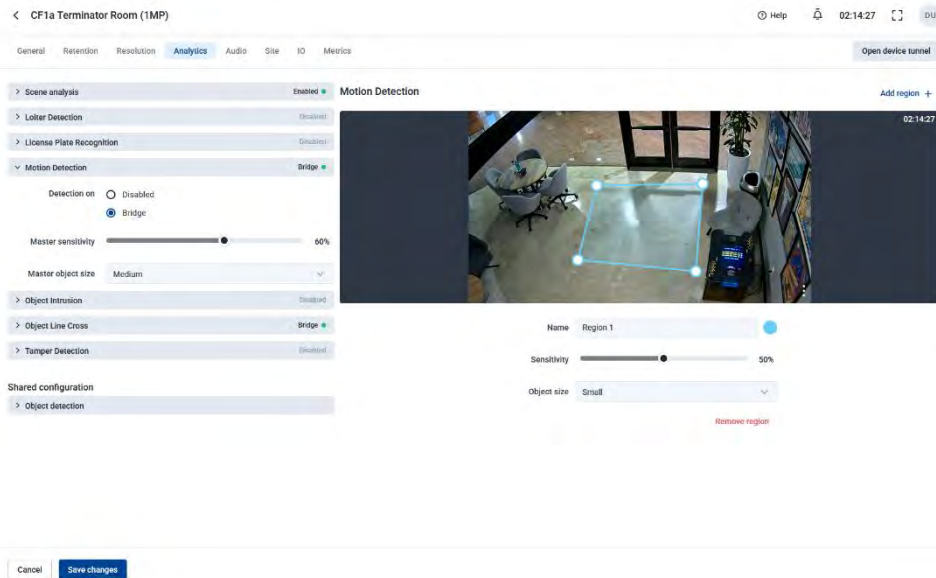 CF1a Terminator Room (1MP)
Help
02:14:27
DU
General Retention Resolution Analytics Audio Site IO Metrics
Open device tunnel
Scene analysis Enabled
Loiter Detection Disabled
License Plate Recognition Disabled
Motion Detection Bridge
Detection on Disabled
Bridge
Master sensitivity 60%
Master object size Medium
Object Intrusion Disabled
Object Line Cross Bridge
Tamper Detection Disabled
Shared configuration
Object detection
Motion Detection
Add region +
02:14:27
Name Region 1
Sensitivity 50%
Object size Small
Remove region
Cancel Save changes